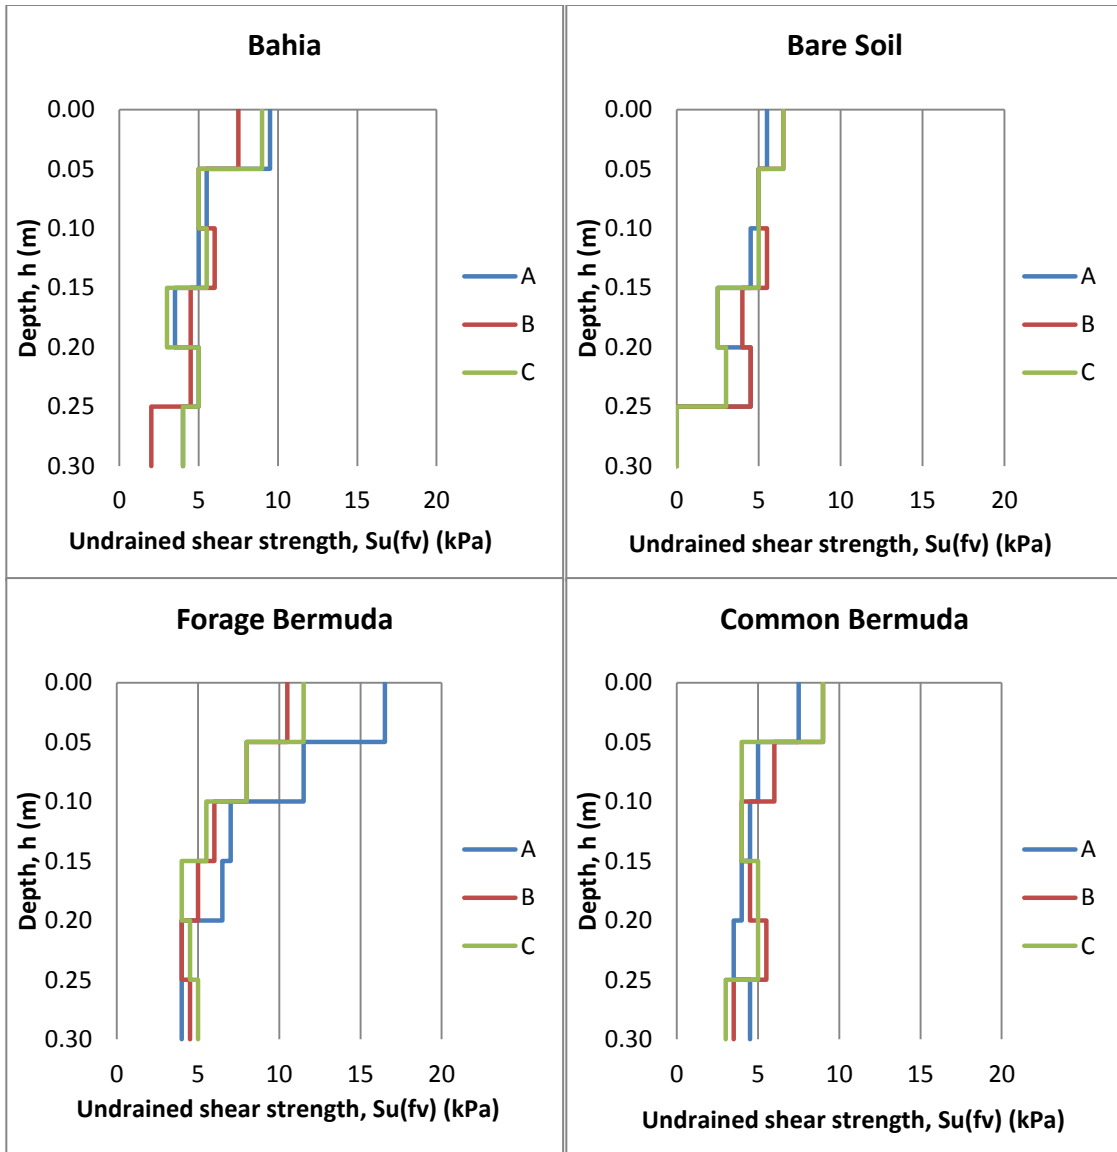 Bahia
0.00
0.05
0.10
0.15
0.20
0.25
0.30
Depth, h (m)
0 5 10 15 20
Undrained shear strength, Su(fv) (kPa)
A
B
C
Bare Soil
0.00
0.05
0.10
0.15
0.20
0.25
0.30
Depth, h (m)
0 5 10 15 20
Undrained shear strength, Su(fv) (kPa)
A
B
C
Forage Bermuda
0.00
0.05
0.10
0.15
0.20
0.25
0.30
Depth, h (m)
0 5 10 15 20
Undrained shear strength, Su(fv) (kPa)
A
B
C
Common Bermuda
0.00
0.05
0.10
0.15
0.20
0.25
0.30
Depth, h (m)
0 5 10 15 20
Undrained shear strength, Su(fv) (kPa)
A
B
C